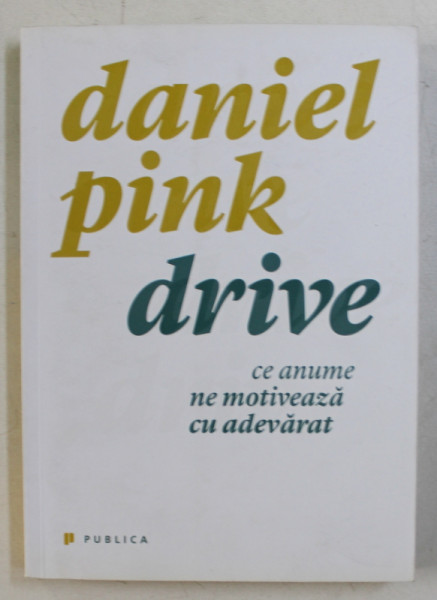 daniel
pink
drive
ce anume
ne motivează
cu adevărat
PUBLICA